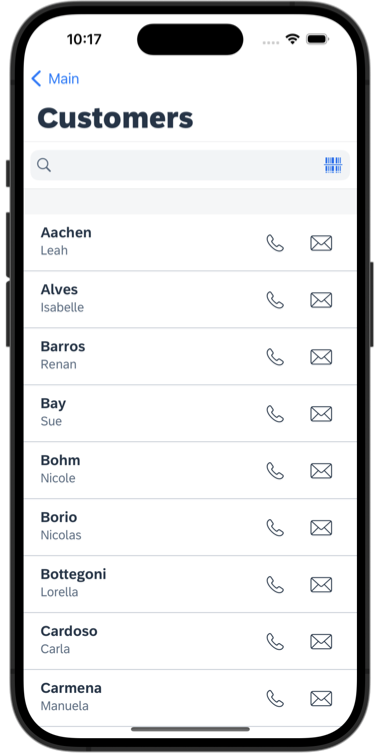 10:17
Main
Customers
Aachen
Leah
Alves
Isabelle
Barros
Renan
Bay
Sue
Bohm
Nicole
Borio
Nicolas
Bottegoni
Lorella
Cardoso
Carla
Carmena
Manuela